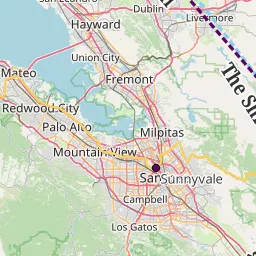 Dublin
Hayward
Livermore
Union City
Mateo
Fremont
The Sh
Redwood City
Palo Alto
Milpitas
Mountain View
San
Sunnyvale
Campbell
Los Gatos